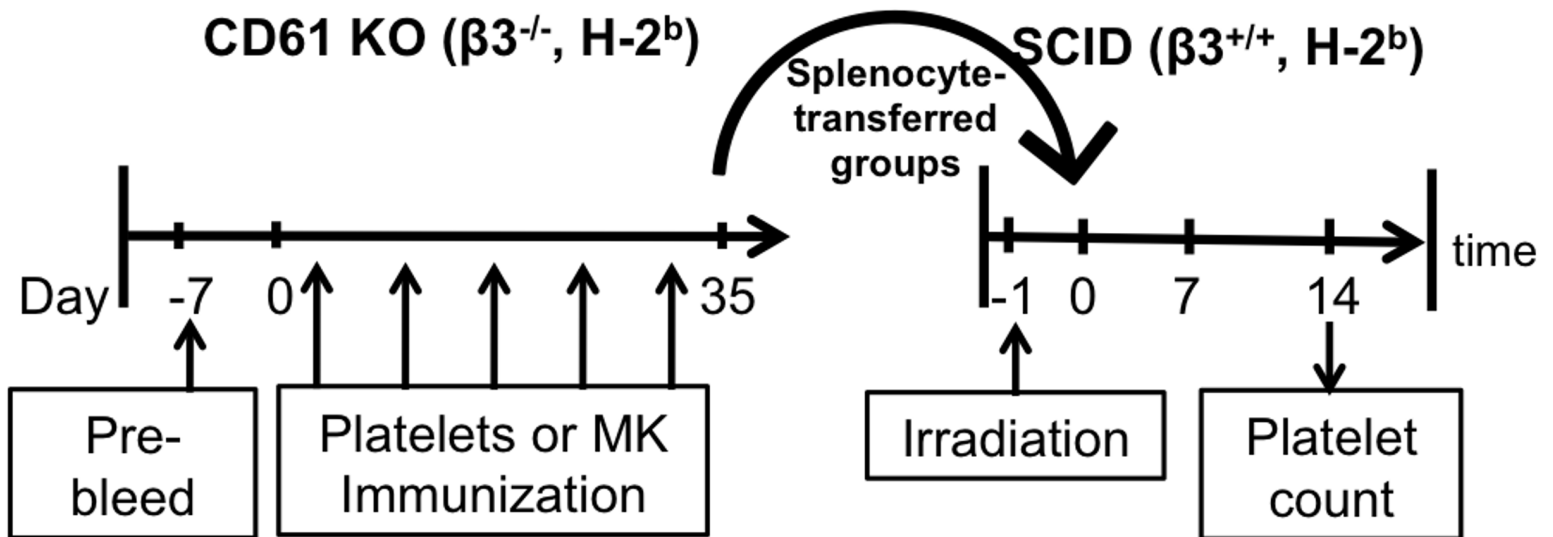 CD61 KO (β3-/-, H-2b)
SCID (β3+/+, H-2b)
Splenocyte-
transferred
groups
Day
-7
0
35
-1
0
7
14
time
Pre-
bleed
Platelets or MK
Immunization
Irradiation
Platelet
count